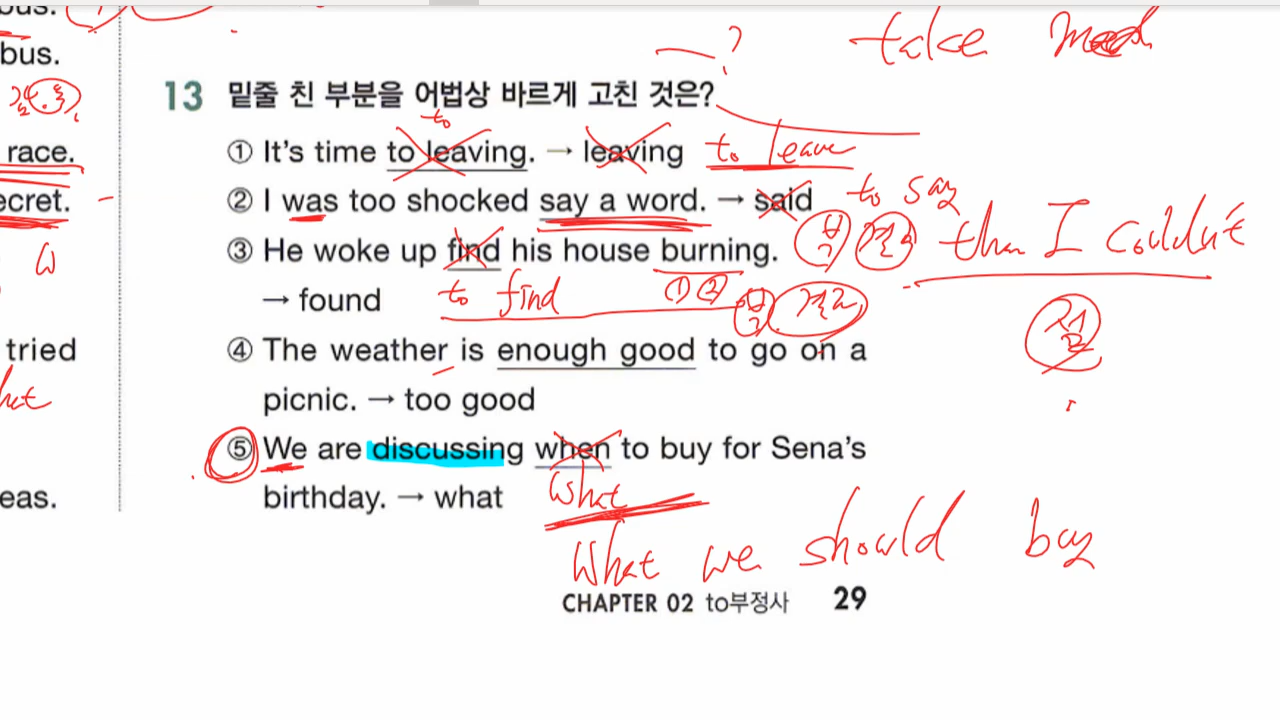 ous.
bus.
race.
ecret.
tried
eas.
take
?
13 밑줄 친 부분을 어법상 바르게 고친 것은?
to
① It's time to leaving. → leaving to leave
② I was too shocked say a word. → said to say
③ He woke up find his house burning.
than I couldn't
→ found to find ① ②
④ The weather is enough good to go on a
picnic. → too good
⑤ We are discussing when to buy for Sena's
birthday. → what what
what we should buy
CHAPTER 02 to부정사 29